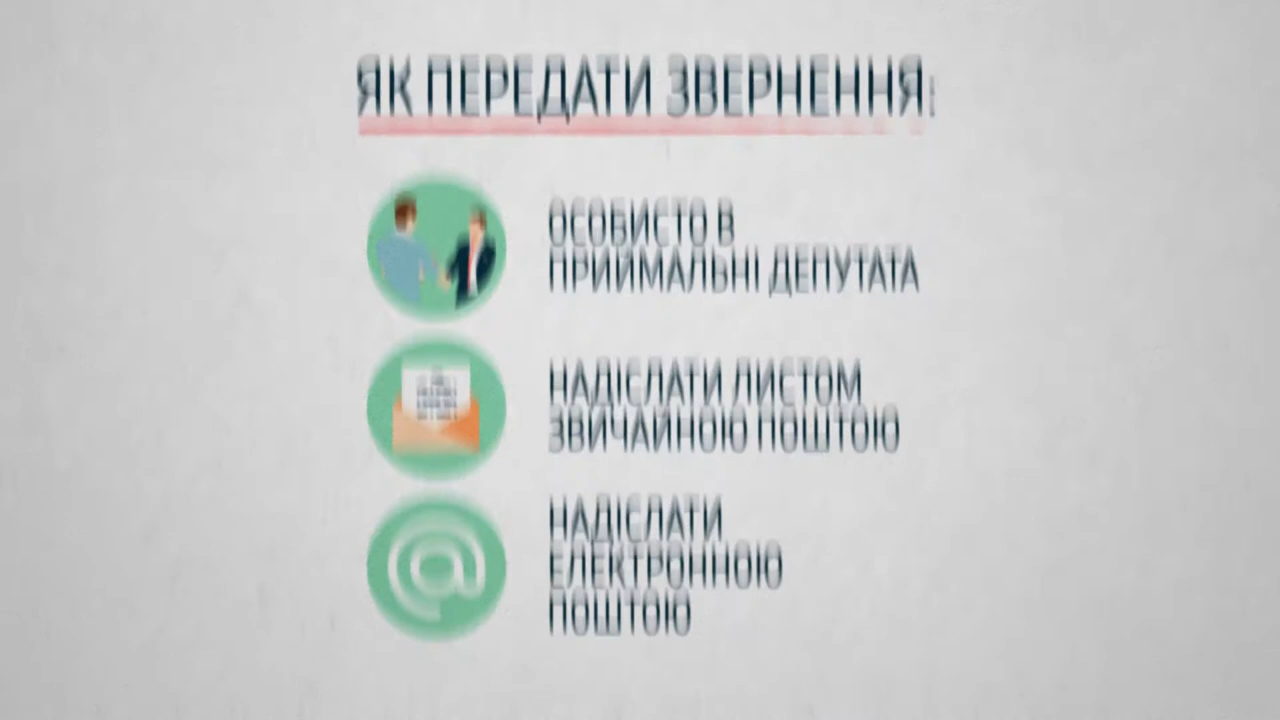 ЯК ПЕРЕДАТИ ЗВЕРНЕННЯ:
ОСОБИСТО В
ПРИЙМАЛЬНІ ДЕПУТАТА
НАДІСЛАТИ ЛИСТОМ
ЗВИЧАЙНОЮ ПОШТОЮ
НАДІСЛАТИ
ЕЛЕКТРОННОЮ
ПОШТОЮ
@